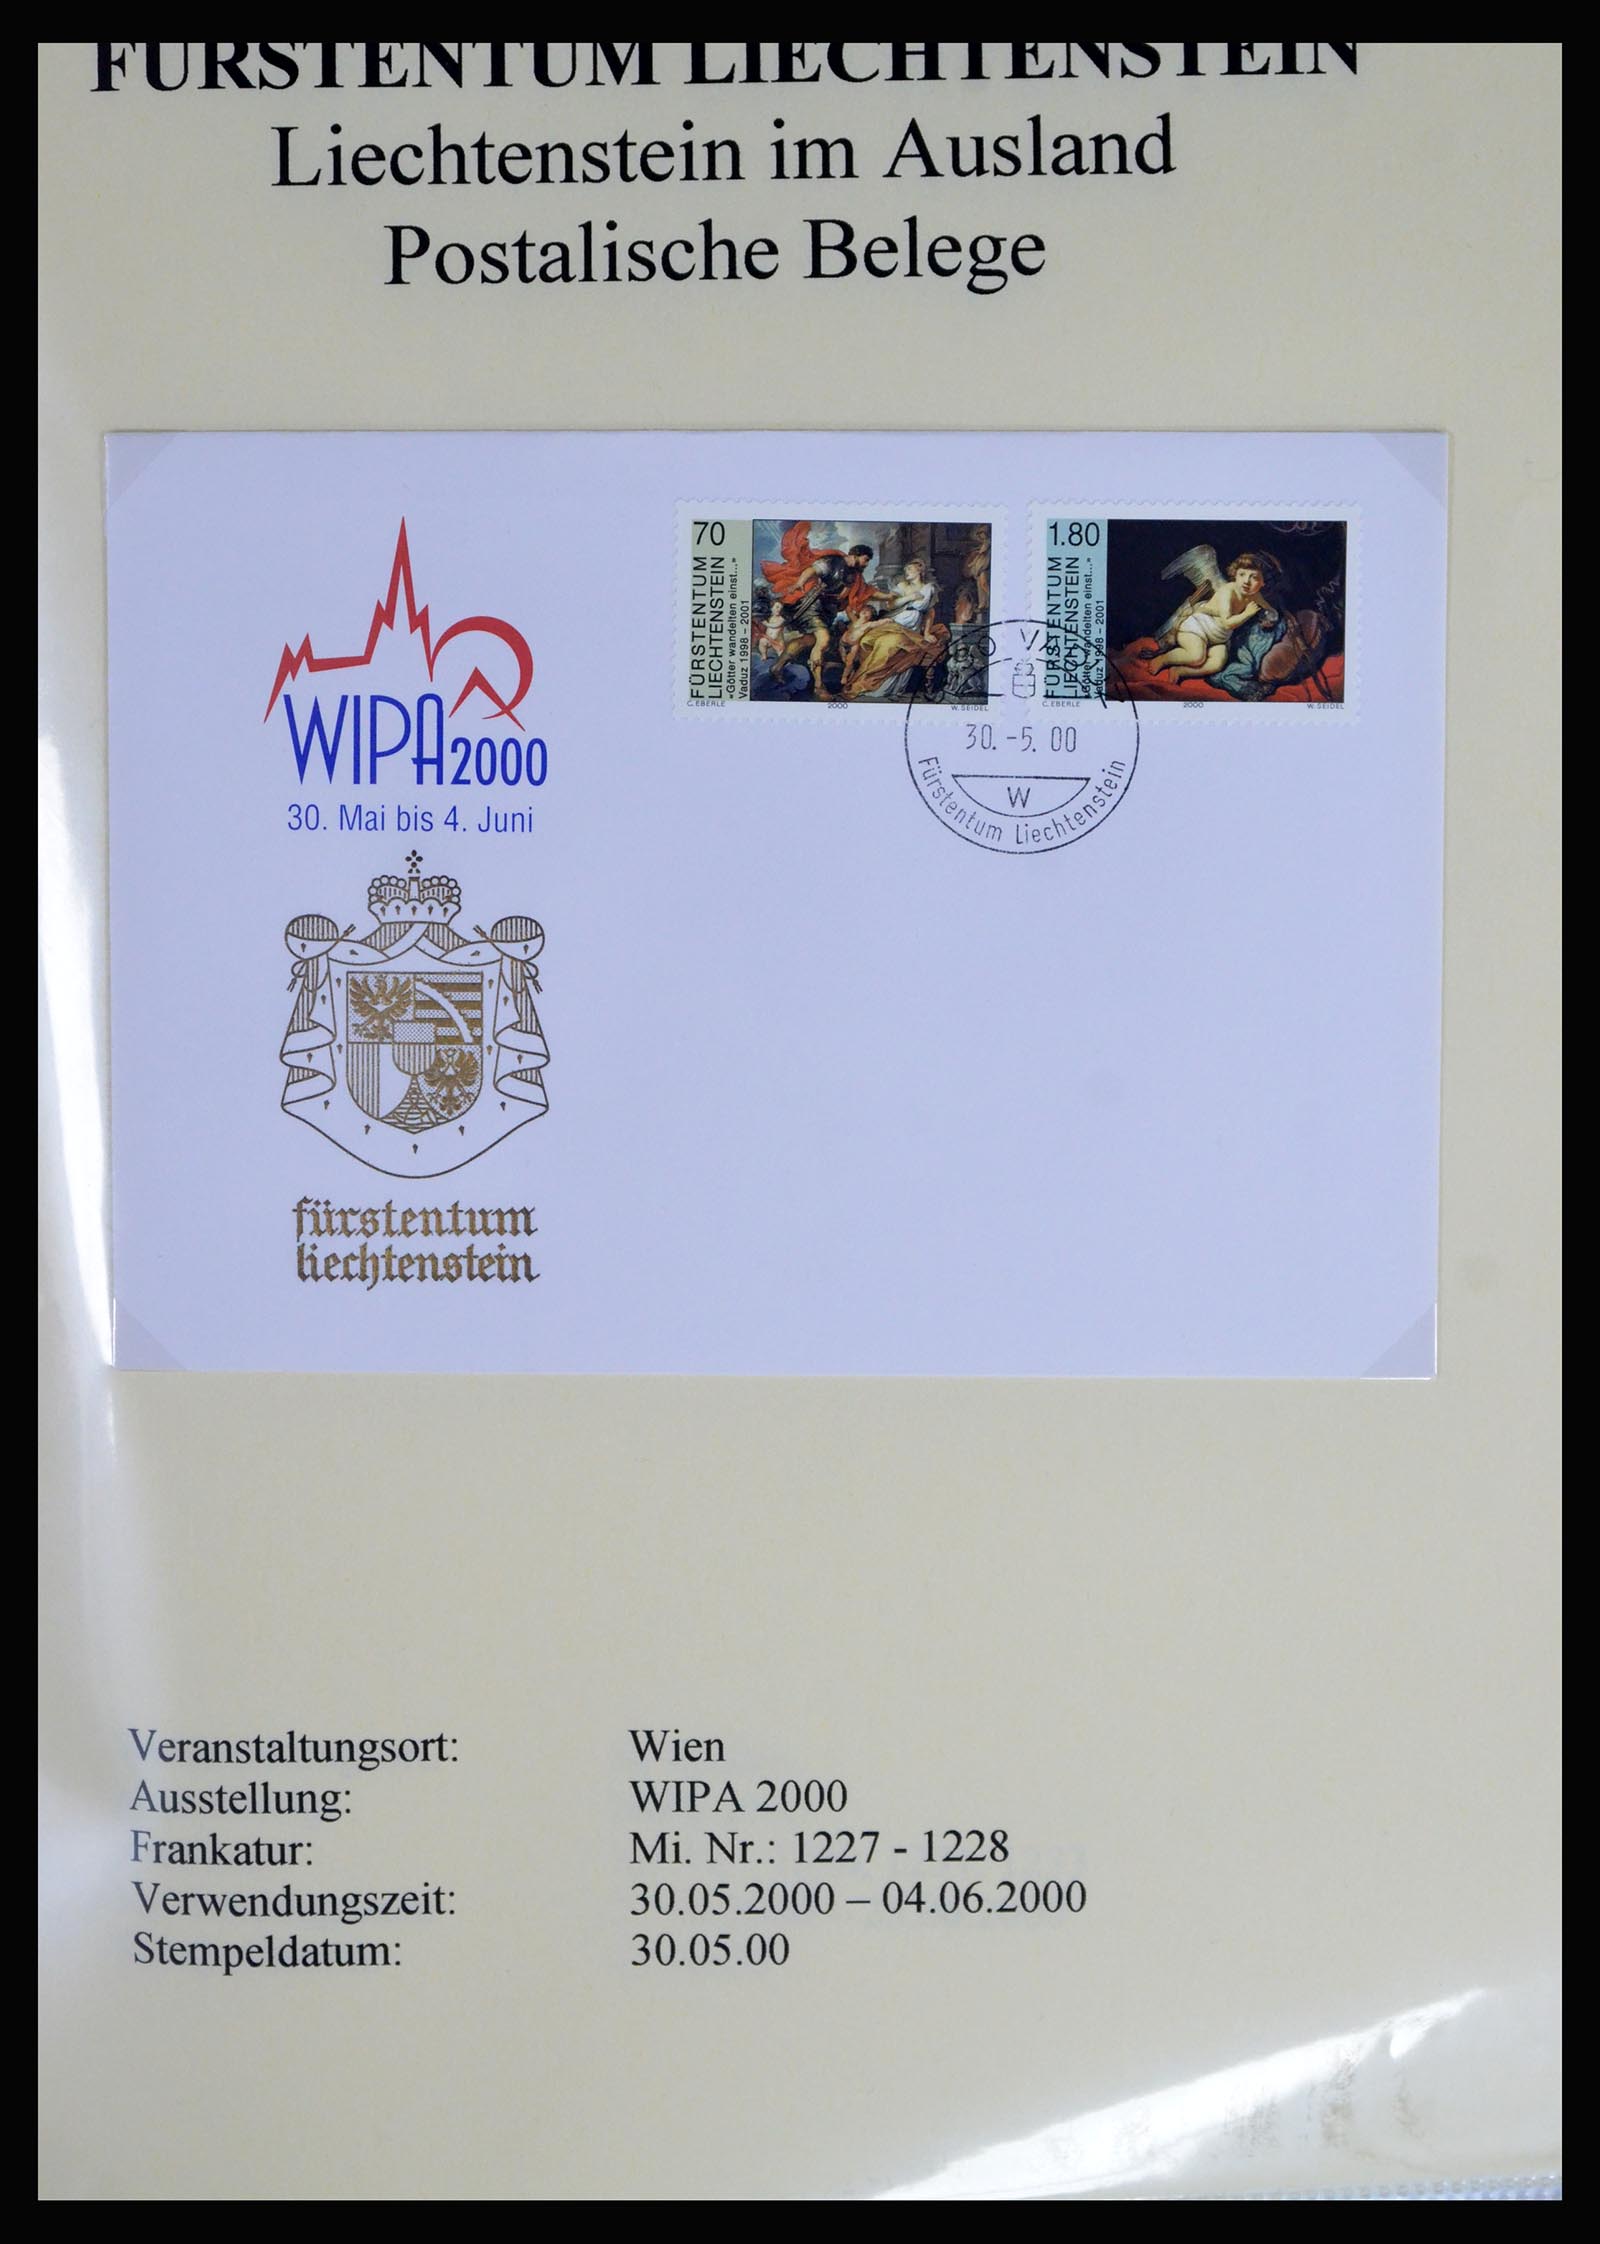 FÜRSTENTUM LIECHTENSTEIN
Liechtenstein im Ausland
Postalische Belege
WIPA 2000
30. Mai bis 4. Juni
fürstentum
liechtenstein
70
FÜRSTENTUM
LIECHTENSTEIN
«Götter wandelten einst...»
Vaduz 1998 – 2001
C. EBERLE 2000 W. SEIDEL
1.80
FÜRSTENTUM
LIECHTENSTEIN
«Götter wandelten einst...»
Vaduz 1998 – 2001
C. EBERLE 2000 W. SEIDEL
30. -5. 00
W
Fürstentum Liechtenstein
Veranstaltungsort: Wien
Ausstellung: WIPA 2000
Frankatur: Mi. Nr.: 1227 - 1228
Verwendungszeit: 30.05.2000 – 04.06.2000
Stempeldatum: 30.05.00